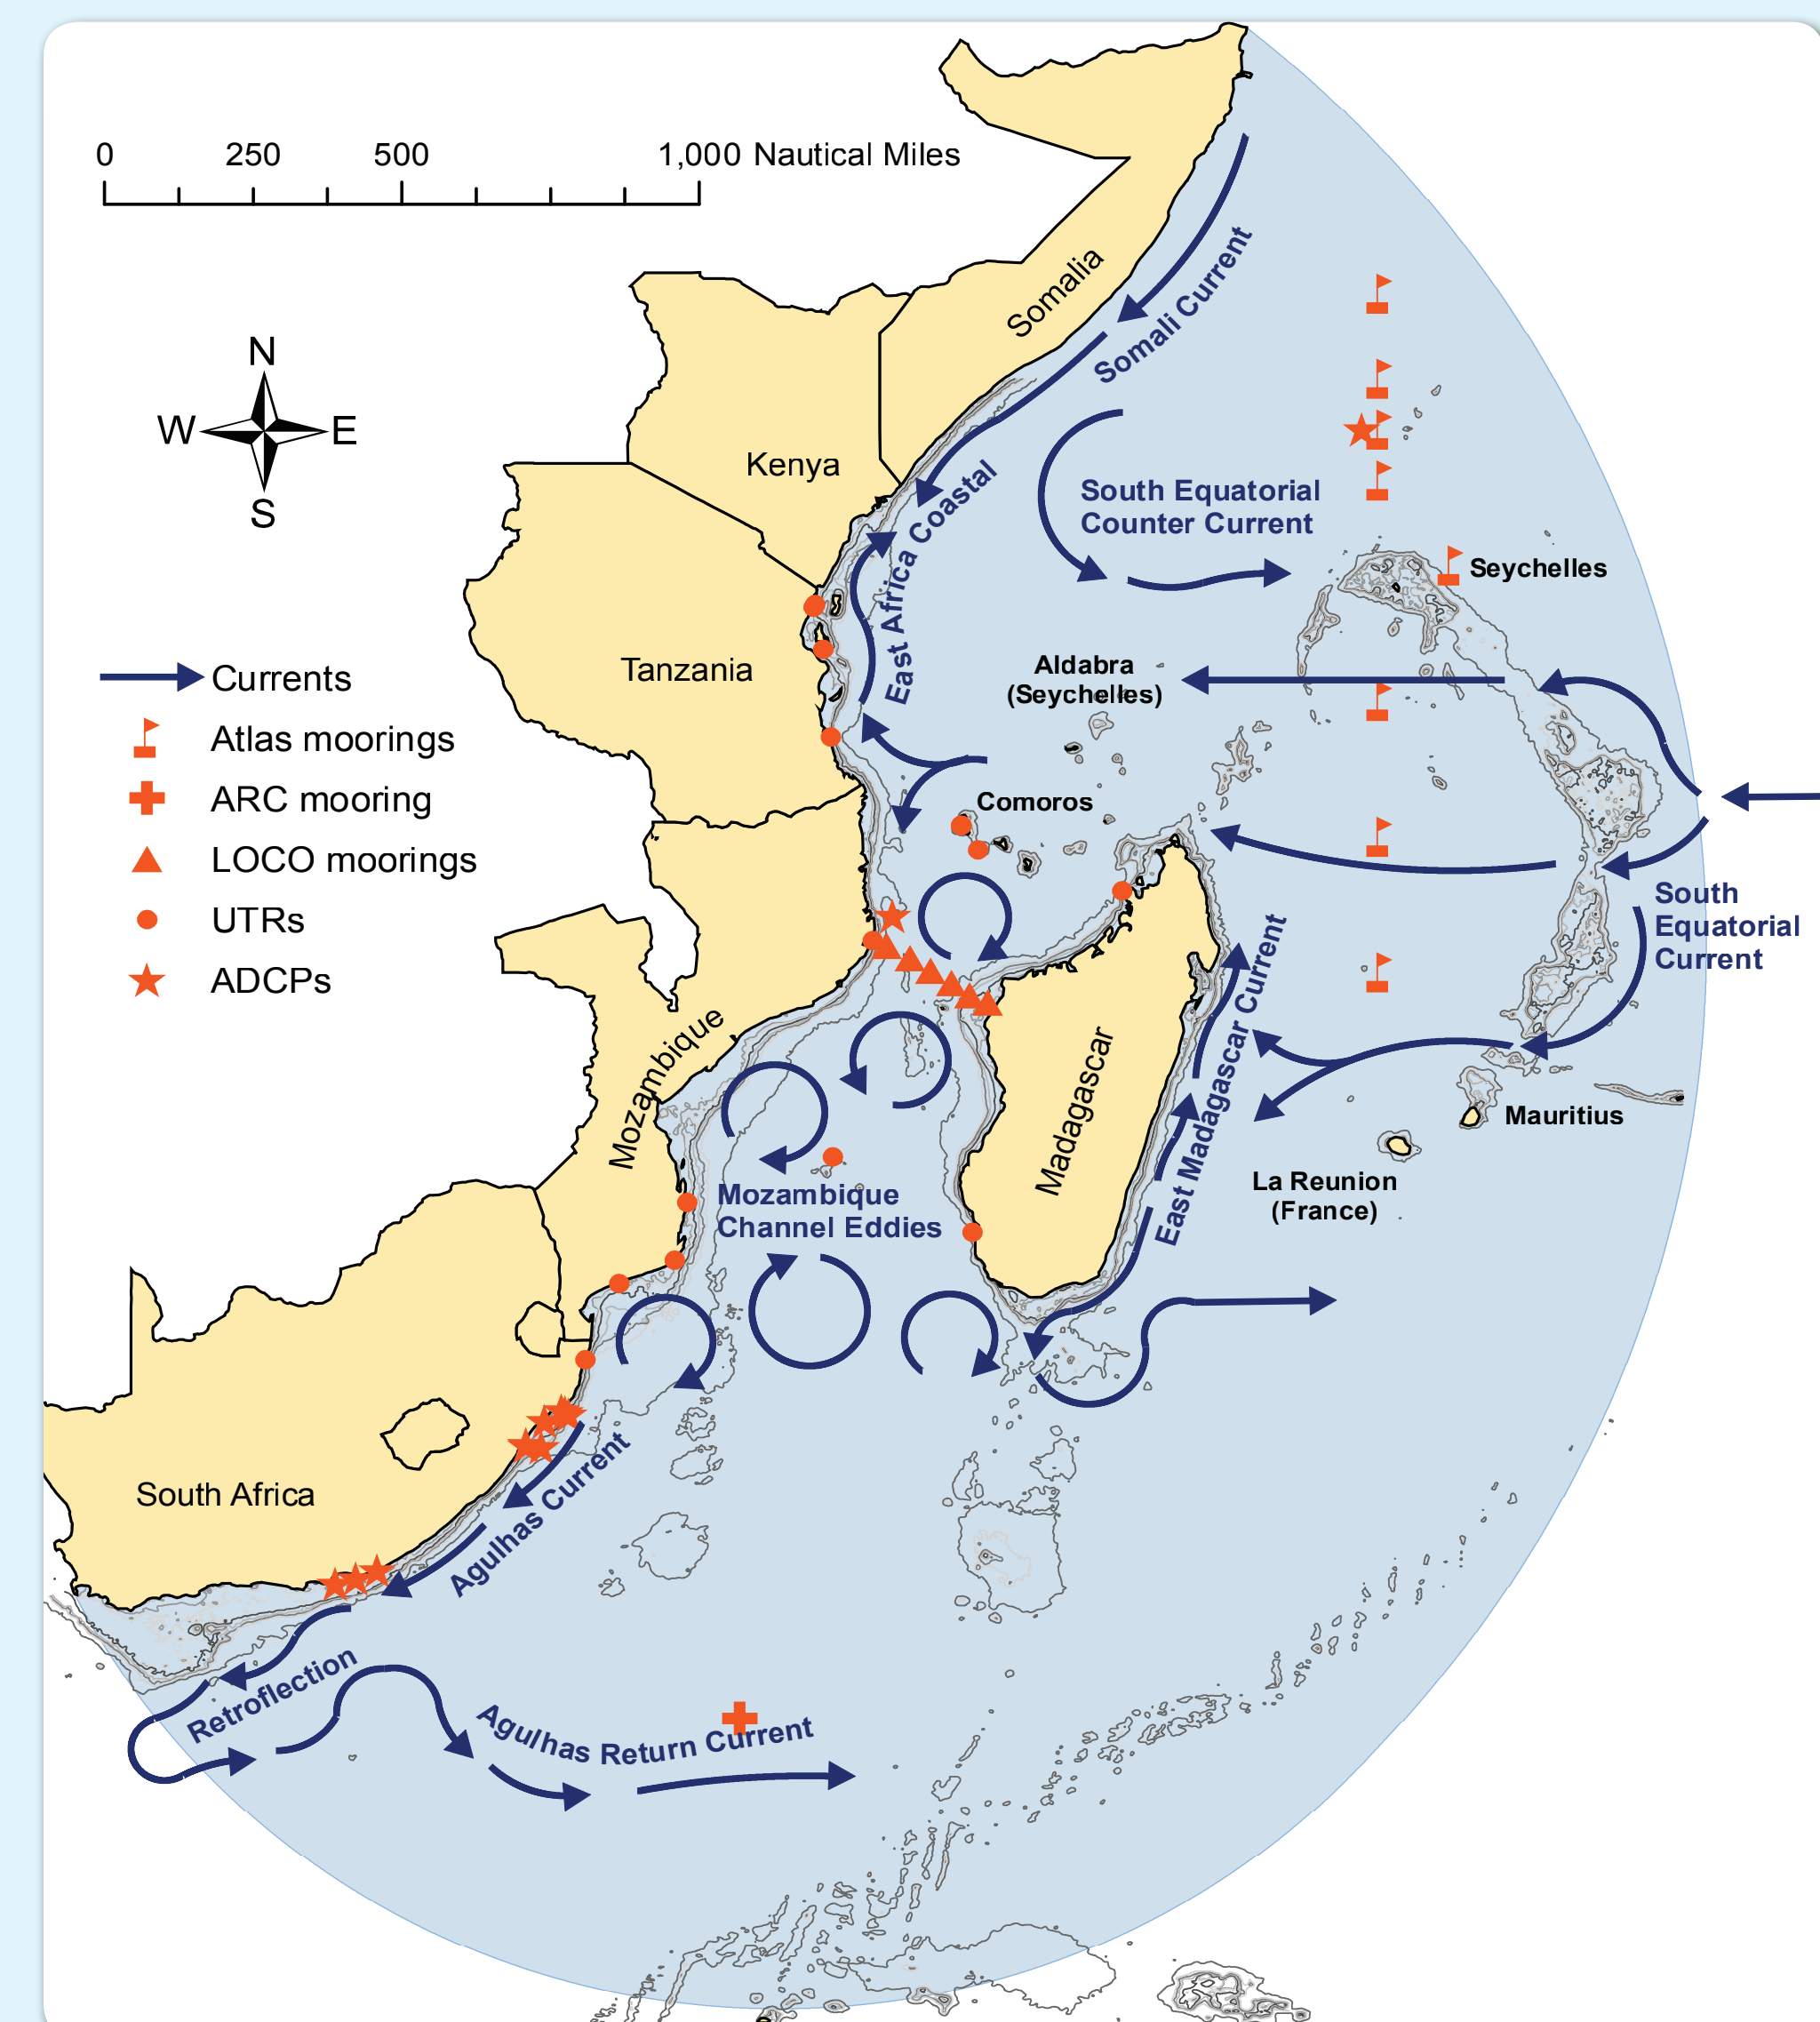 0 250 500 1,000 Nautical Miles
N
W E
S
Somalia
Somali Current
Kenya
East Africa Coastal
South Equatorial
Counter Current
Seychelles
Tanzania
Aldabra
(Seychelles)
Currents
Atlas moorings
ARC mooring
LOCO moorings
UTRs
ADCPs
Comoros
South
Equatorial
Current
Mozambique
Madagascar
East Madagascar Current
Mauritius
La Reunion
(France)
Mozambique
Channel Eddies
South Africa
Agulhas Current
Retroflection
Agulhas Return Current